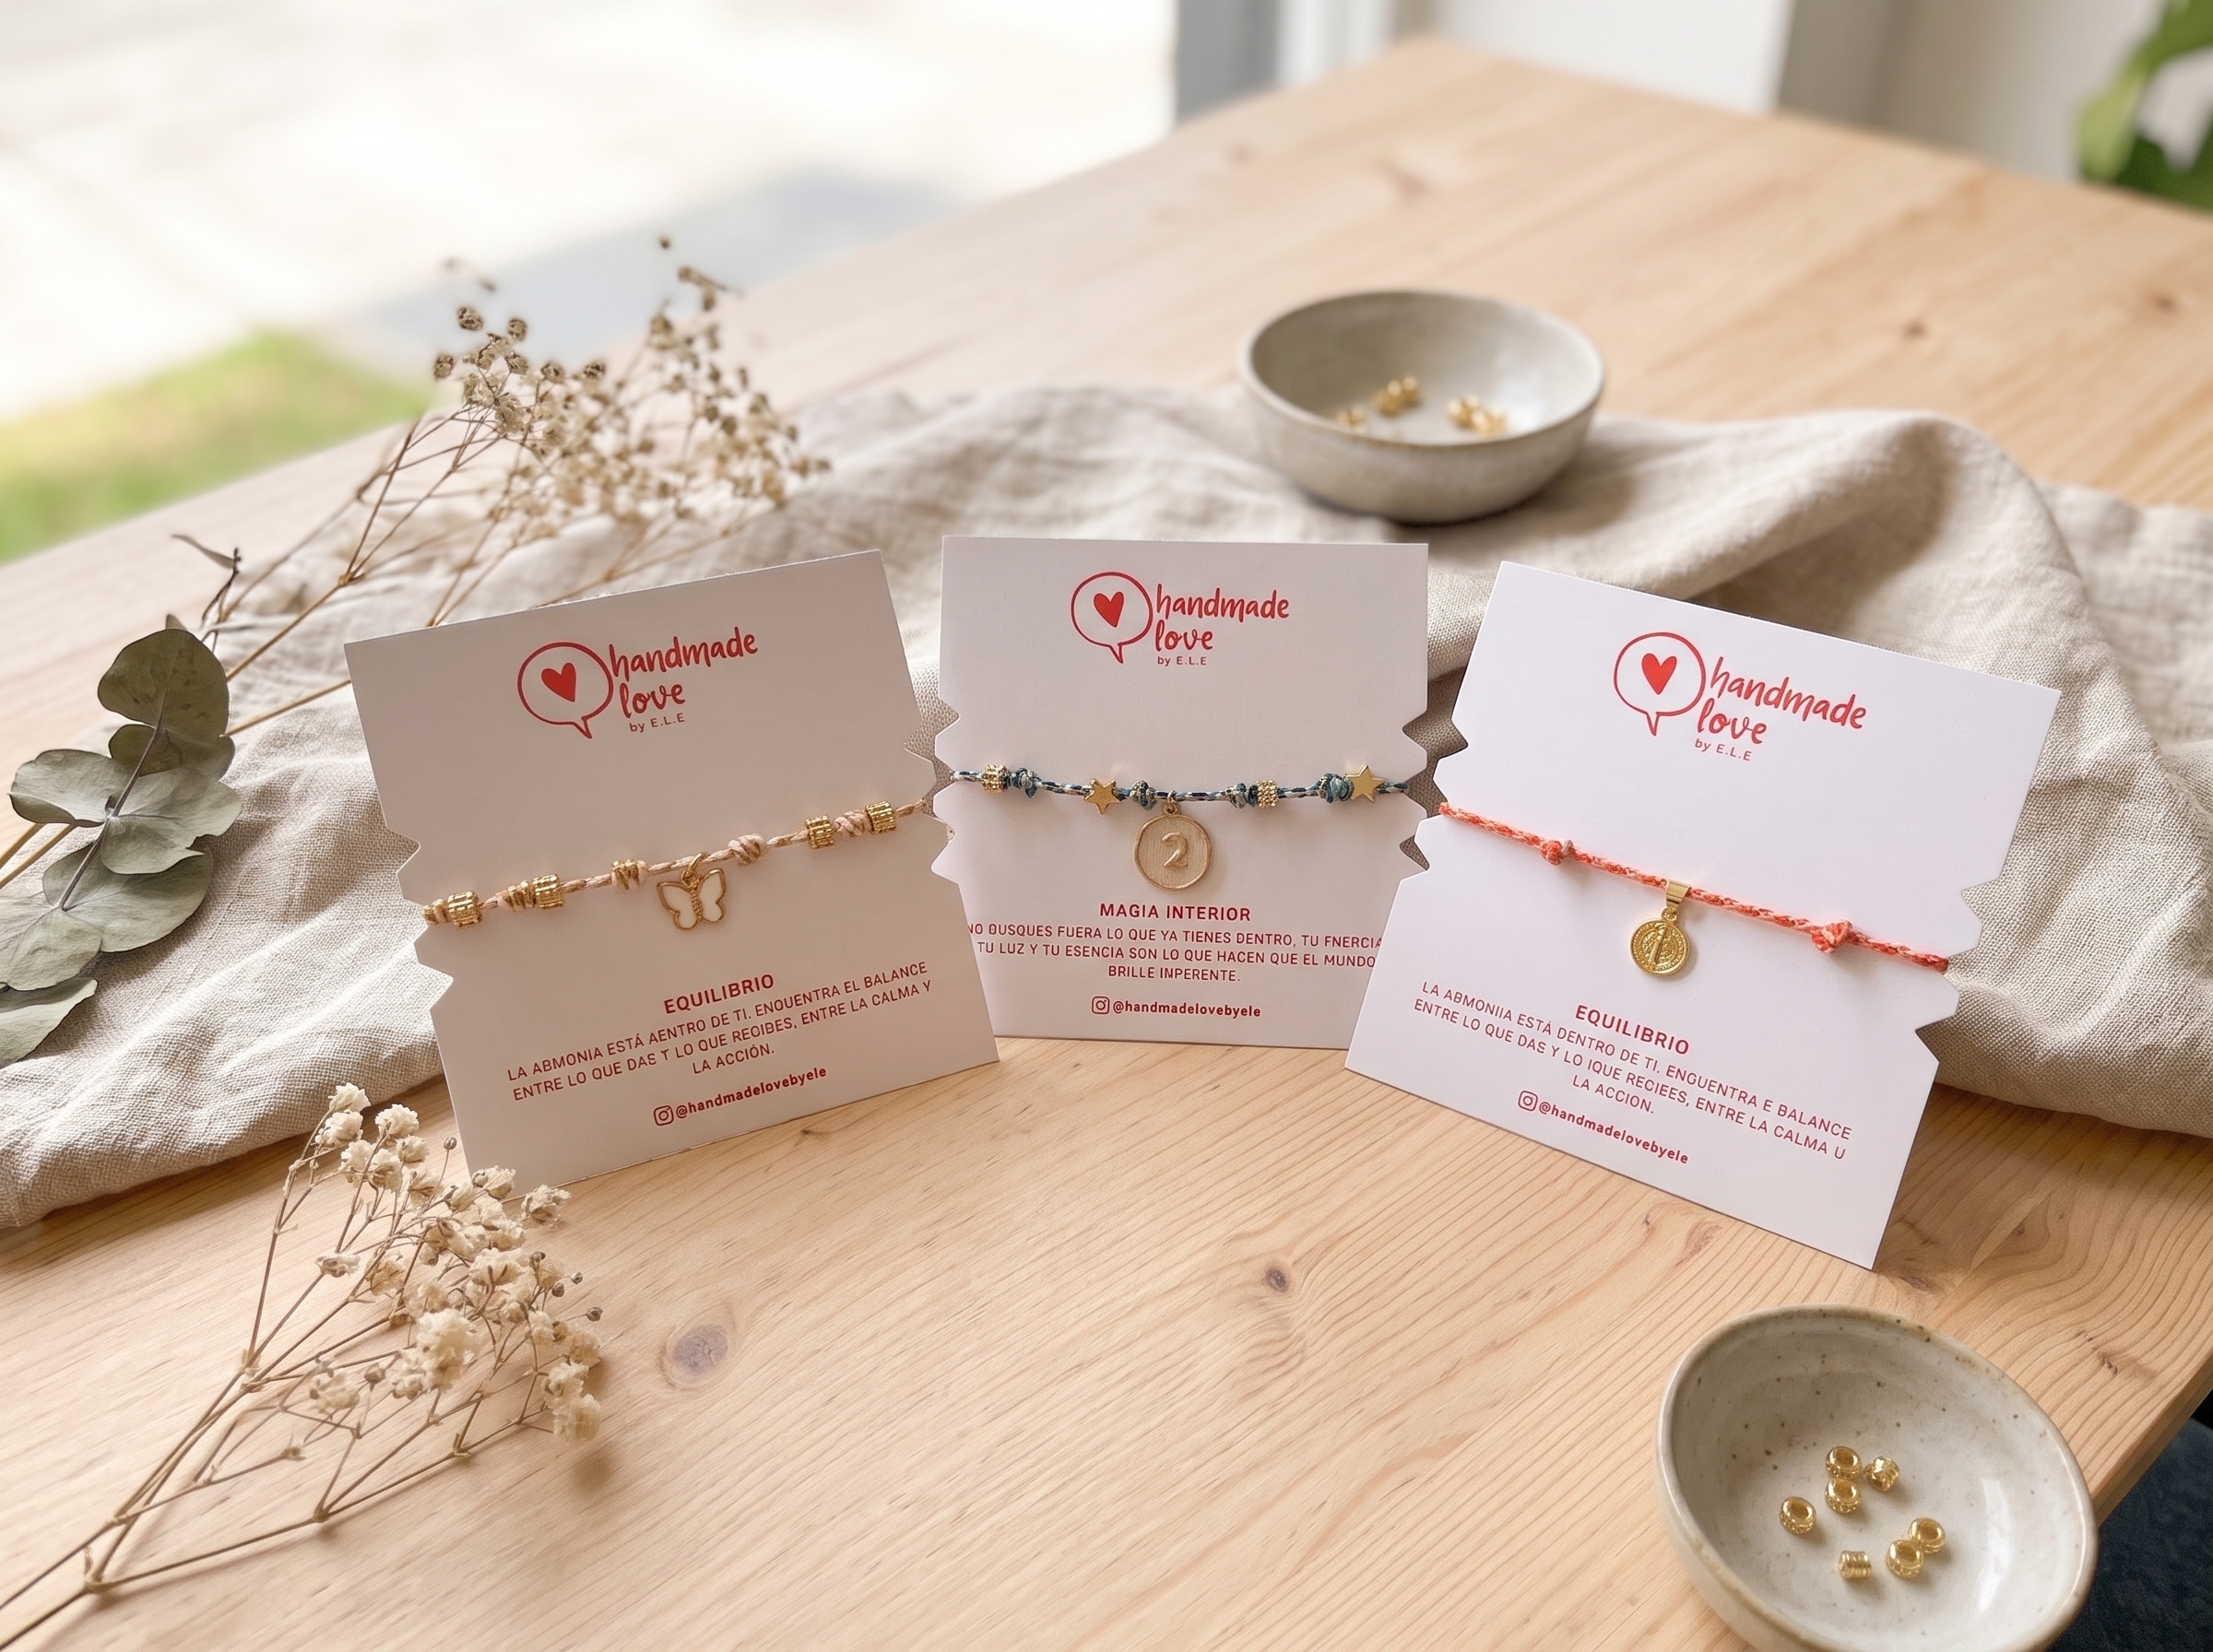 handmade
love
by E.L.E
EQUILIBRIO
LA ABMONIA ESTÁ AENTRO DE TI. ENQUENTRA EL BALANCE
ENTRE LO QUE DAS T LO QUE REOIBES, ENTRE LA CALMA Y
LA ACCIÓN.
@handmadelovebyele
handmade
love
by E.L.E
2
MAGIA INTERIOR
NO BUSQUES FUERA LO QUE YA TIENES DENTRO, TU FNERCIA
TU LUZ Y TU ESENCIA SON LO QUE HACEN QUE EL MUNDO
BRILLE INPERENTE.
@handmadelovebyele
handmade
love
by E.L.E
EQUILIBRIO
LA ABMONIIA ESTÁ DENTRO DE TI. ENGUENTRA E BALANCE
ENTRE LO QUE DAS Y LO IQUE RECIEES, ENTRE LA CALMA U
LA ACCION.
@handmadelovebyele